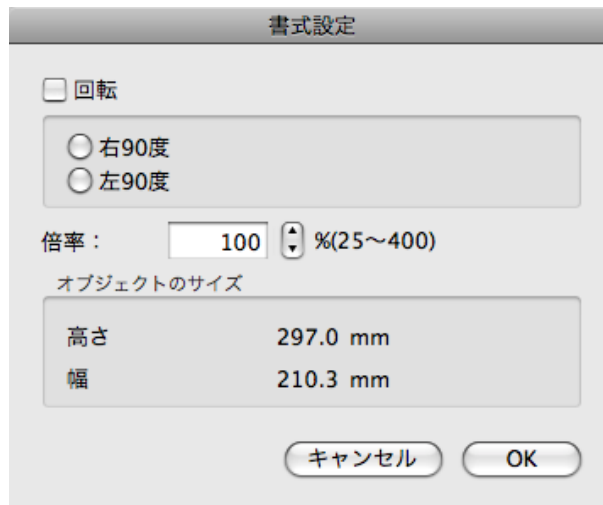 書式設定
回転
右90度
左90度
倍率： 100 %(25～400)
オブジェクトのサイズ
高さ 297.0 mm
幅 210.3 mm
キャンセル OK